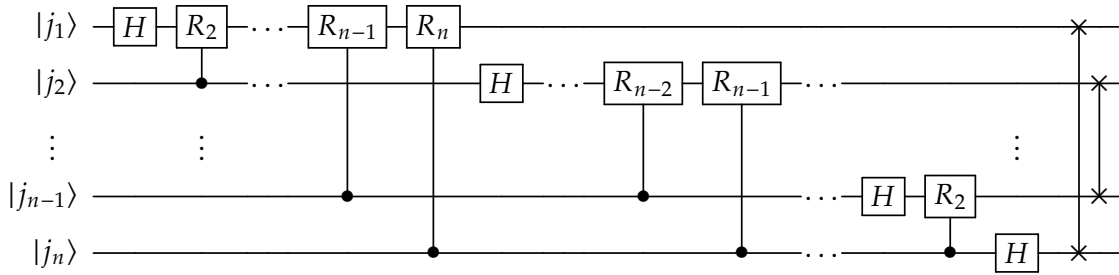 |j₁⟩ H R₂ ⋯ Rₙ₋₁ Rₙ
|j₂⟩ ⋯ H ⋯ Rₙ₋₂ Rₙ₋₁ ⋯
⋮ ⋮ ⋮
|jₙ₋₁⟩ ⋯ H R₂
|jₙ⟩ ⋯ H